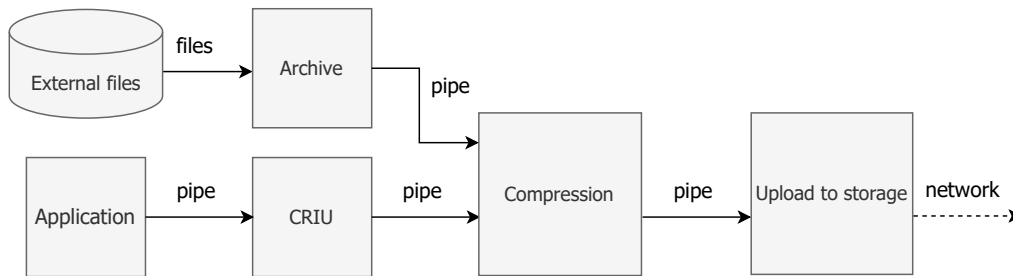 files
External files
Archive
pipe
Application
pipe
CRIU
pipe
Compression
pipe
Upload to storage
network